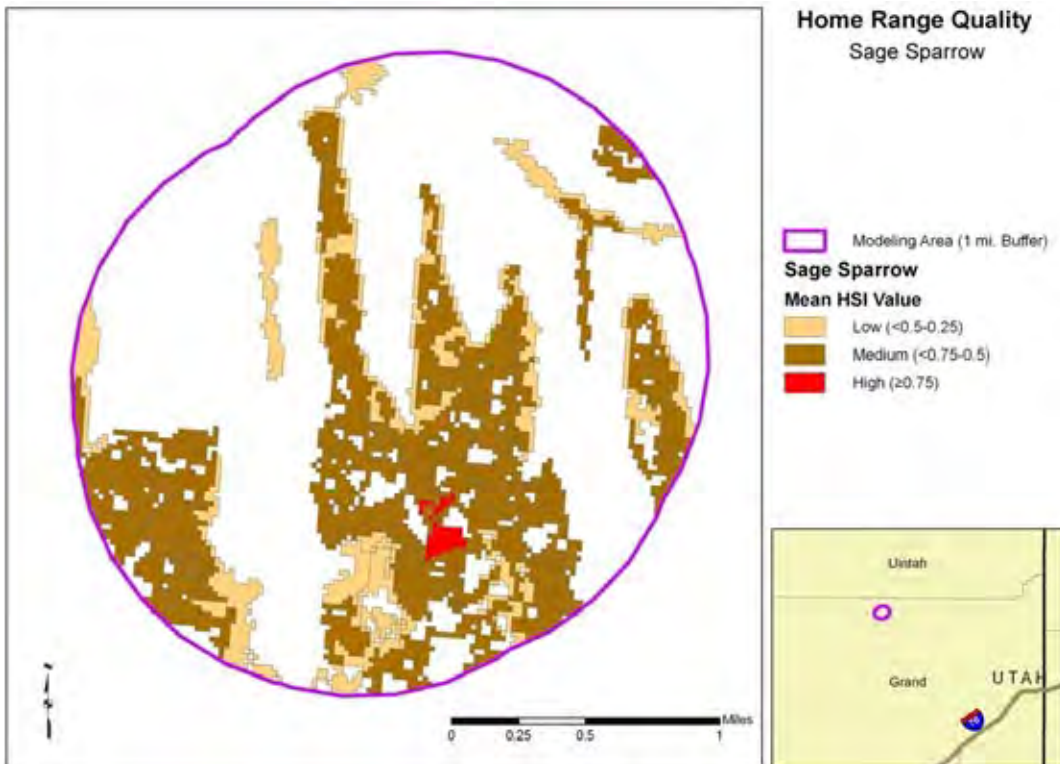 Home Range Quality
Sage Sparrow
Modeling Area (1 mi. Buffer)
Sage Sparrow
Mean HSI Value
Low (<0.5-0.25)
Medium (<0.75-0.5)
High (≥0.75)
Miles
0 0.25 0.5 1
Uintah
Grand
UTAH
70